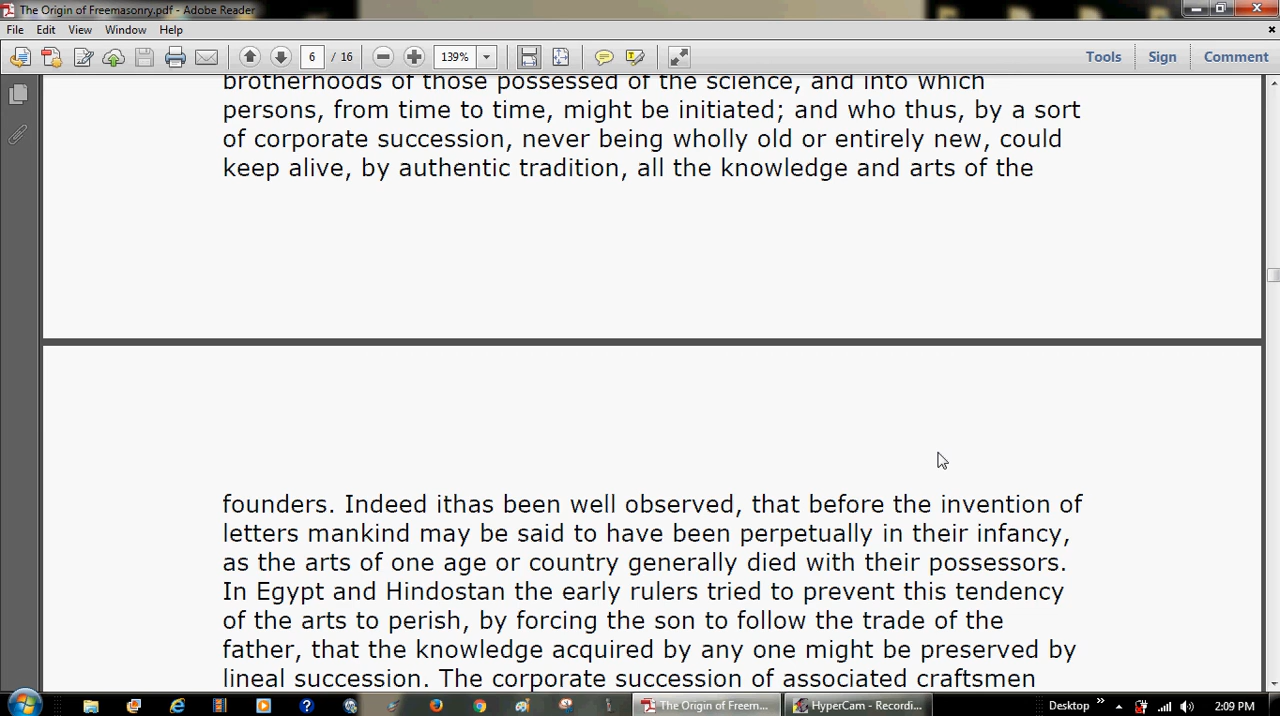 The Origin of Freemasonry.pdf - Adobe Reader
File Edit View Window Help
6 / 16 139% Tools Sign Comment
brotherhoods of those possessed of the science, and into which
persons, from time to time, might be initiated; and who thus, by a sort
of corporate succession, never being wholly old or entirely new, could
keep alive, by authentic tradition, all the knowledge and arts of the
founders. Indeed ithas been well observed, that before the invention of
letters mankind may be said to have been perpetually in their infancy,
as the arts of one age or country generally died with their possessors.
In Egypt and Hindostan the early rulers tried to prevent this tendency
of the arts to perish, by forcing the son to follow the trade of the
father, that the knowledge acquired by any one might be preserved by
lineal succession. The corporate succession of associated craftsmen
The Origin of Freem... HyperCam - Recordi... Desktop » 2:09 PM